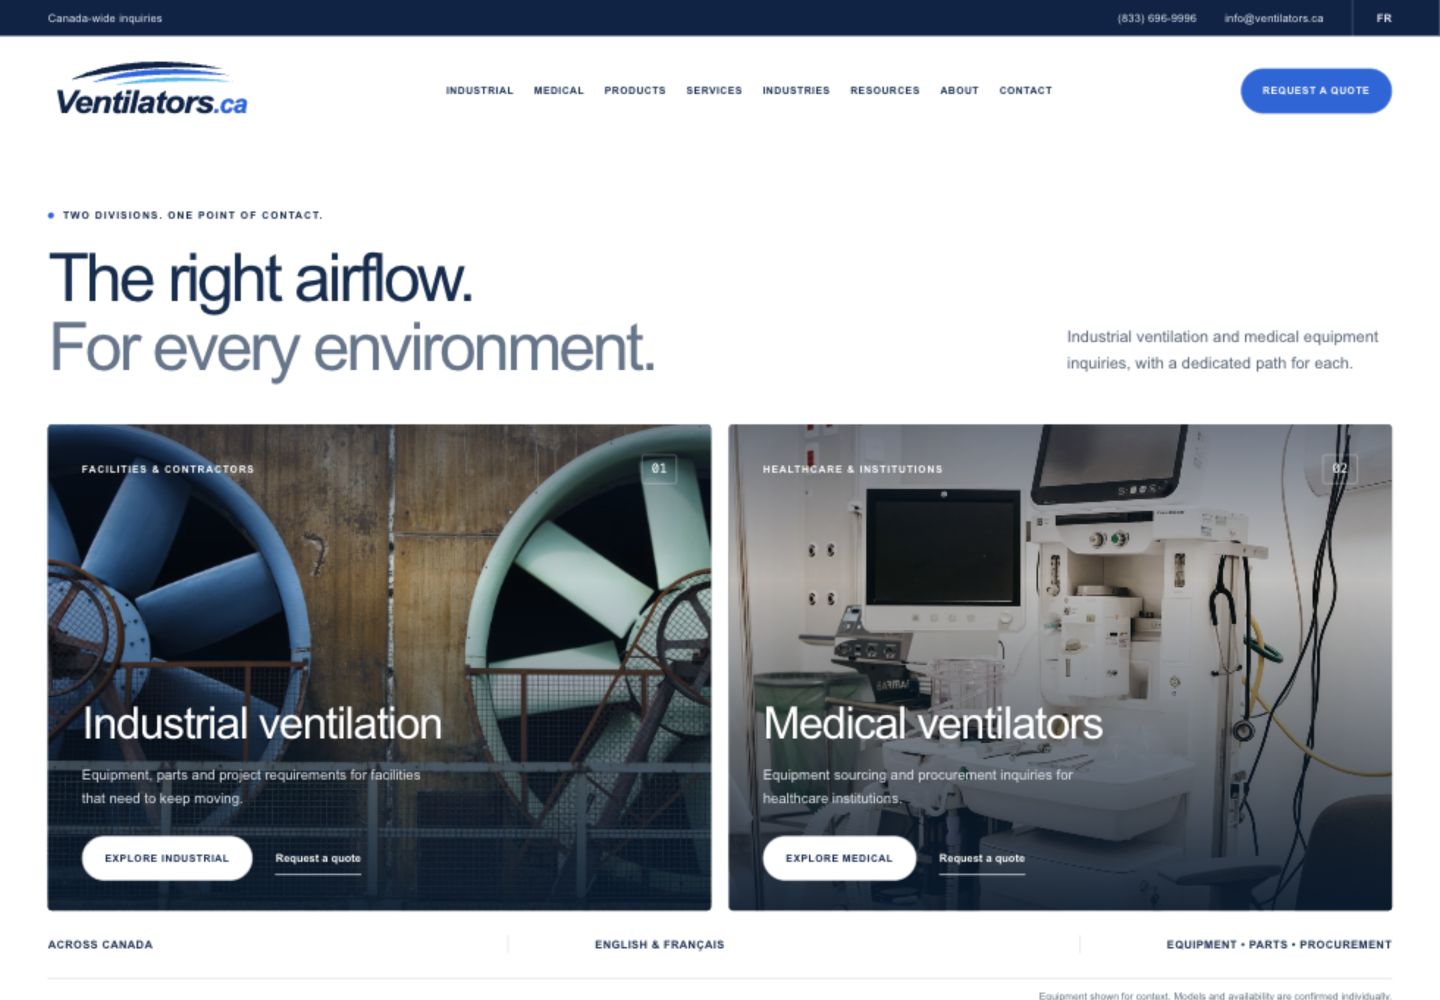 Canada-wide inquiries
(833) 696-9996
info@ventilators.ca
FR
Ventilators.ca
INDUSTRIAL
MEDICAL
PRODUCTS
SERVICES
INDUSTRIES
RESOURCES
ABOUT
CONTACT
REQUEST A QUOTE
TWO DIVISIONS. ONE POINT OF CONTACT.
The right airflow.
For every environment.
Industrial ventilation and medical equipment
inquiries, with a dedicated path for each.
FACILITIES & CONTRACTORS
01
Industrial ventilation
Equipment, parts and project requirements for facilities
that need to keep moving.
EXPLORE INDUSTRIAL
Request a quote
HEALTHCARE & INSTITUTIONS
02
Medical ventilators
Equipment sourcing and procurement inquiries for
healthcare institutions.
EXPLORE MEDICAL
Request a quote
ACROSS CANADA
ENGLISH & FRANÇAIS
EQUIPMENT • PARTS • PROCUREMENT
Equipment shown for context. Models and availability are confirmed individually.